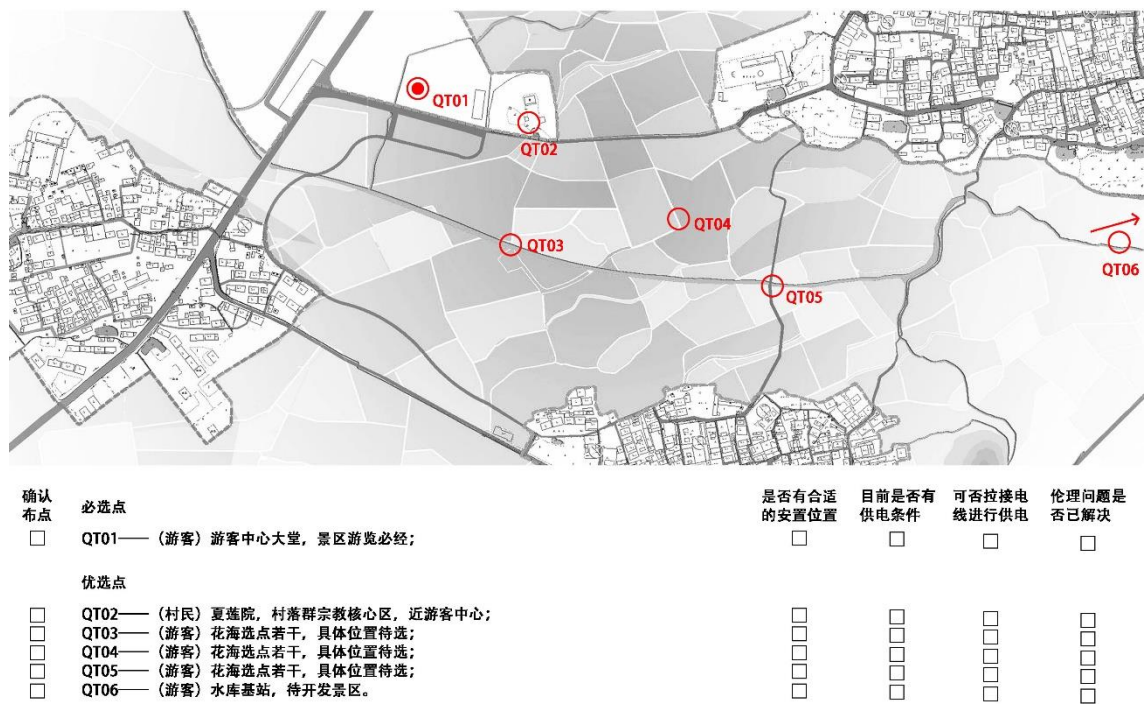 QT01
QT02
QT03
QT04
QT05
QT06
确认布点
必选点
是否有合适的安置位置
目前是否有供电条件
可否拉接电线进行供电
伦理问题是否已解决
QT01——（游客）游客中心大堂，景区游览必经；
优选点
QT02——（村民）夏莲院，村落群宗教核心区，近游客中心；
QT03——（游客）花海选点若干，具体位置待选；
QT04——（游客）花海选点若干，具体位置待选；
QT05——（游客）花海选点若干，具体位置待选；
QT06——（游客）水库基站，待开发景区。